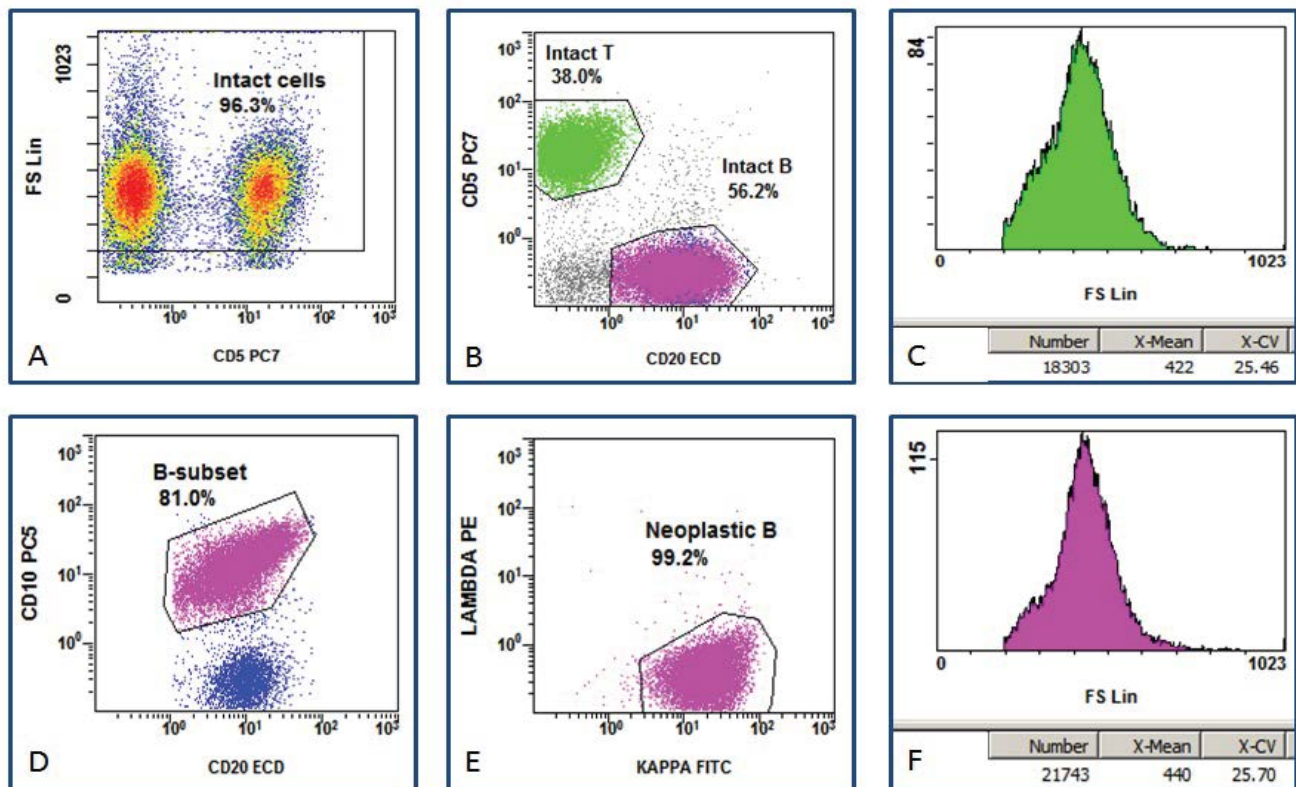 1023
FS Lin
0
Intact cells
96.3%
10⁰ 10¹ 10² 10³
CD5 PC7
A
10³
10²
10¹
10⁰
CD5 PC7
Intact T
38.0%
Intact B
56.2%
10⁰ 10¹ 10² 10³
CD20 ECD
B
84
0 1023
FS Lin
Number X-Mean X-CV
18303 422 25.46
C
10³
10²
10¹
10⁰
CD10 PC5
B-subset
81.0%
10⁰ 10¹ 10² 10³
CD20 ECD
D
10³
10²
10¹
10⁰
LAMBDA PE
Neoplastic B
99.2%
10⁰ 10¹ 10² 10³
KAPPA FITC
E
115
0 1023
FS Lin
Number X-Mean X-CV
21743 440 25.70
F